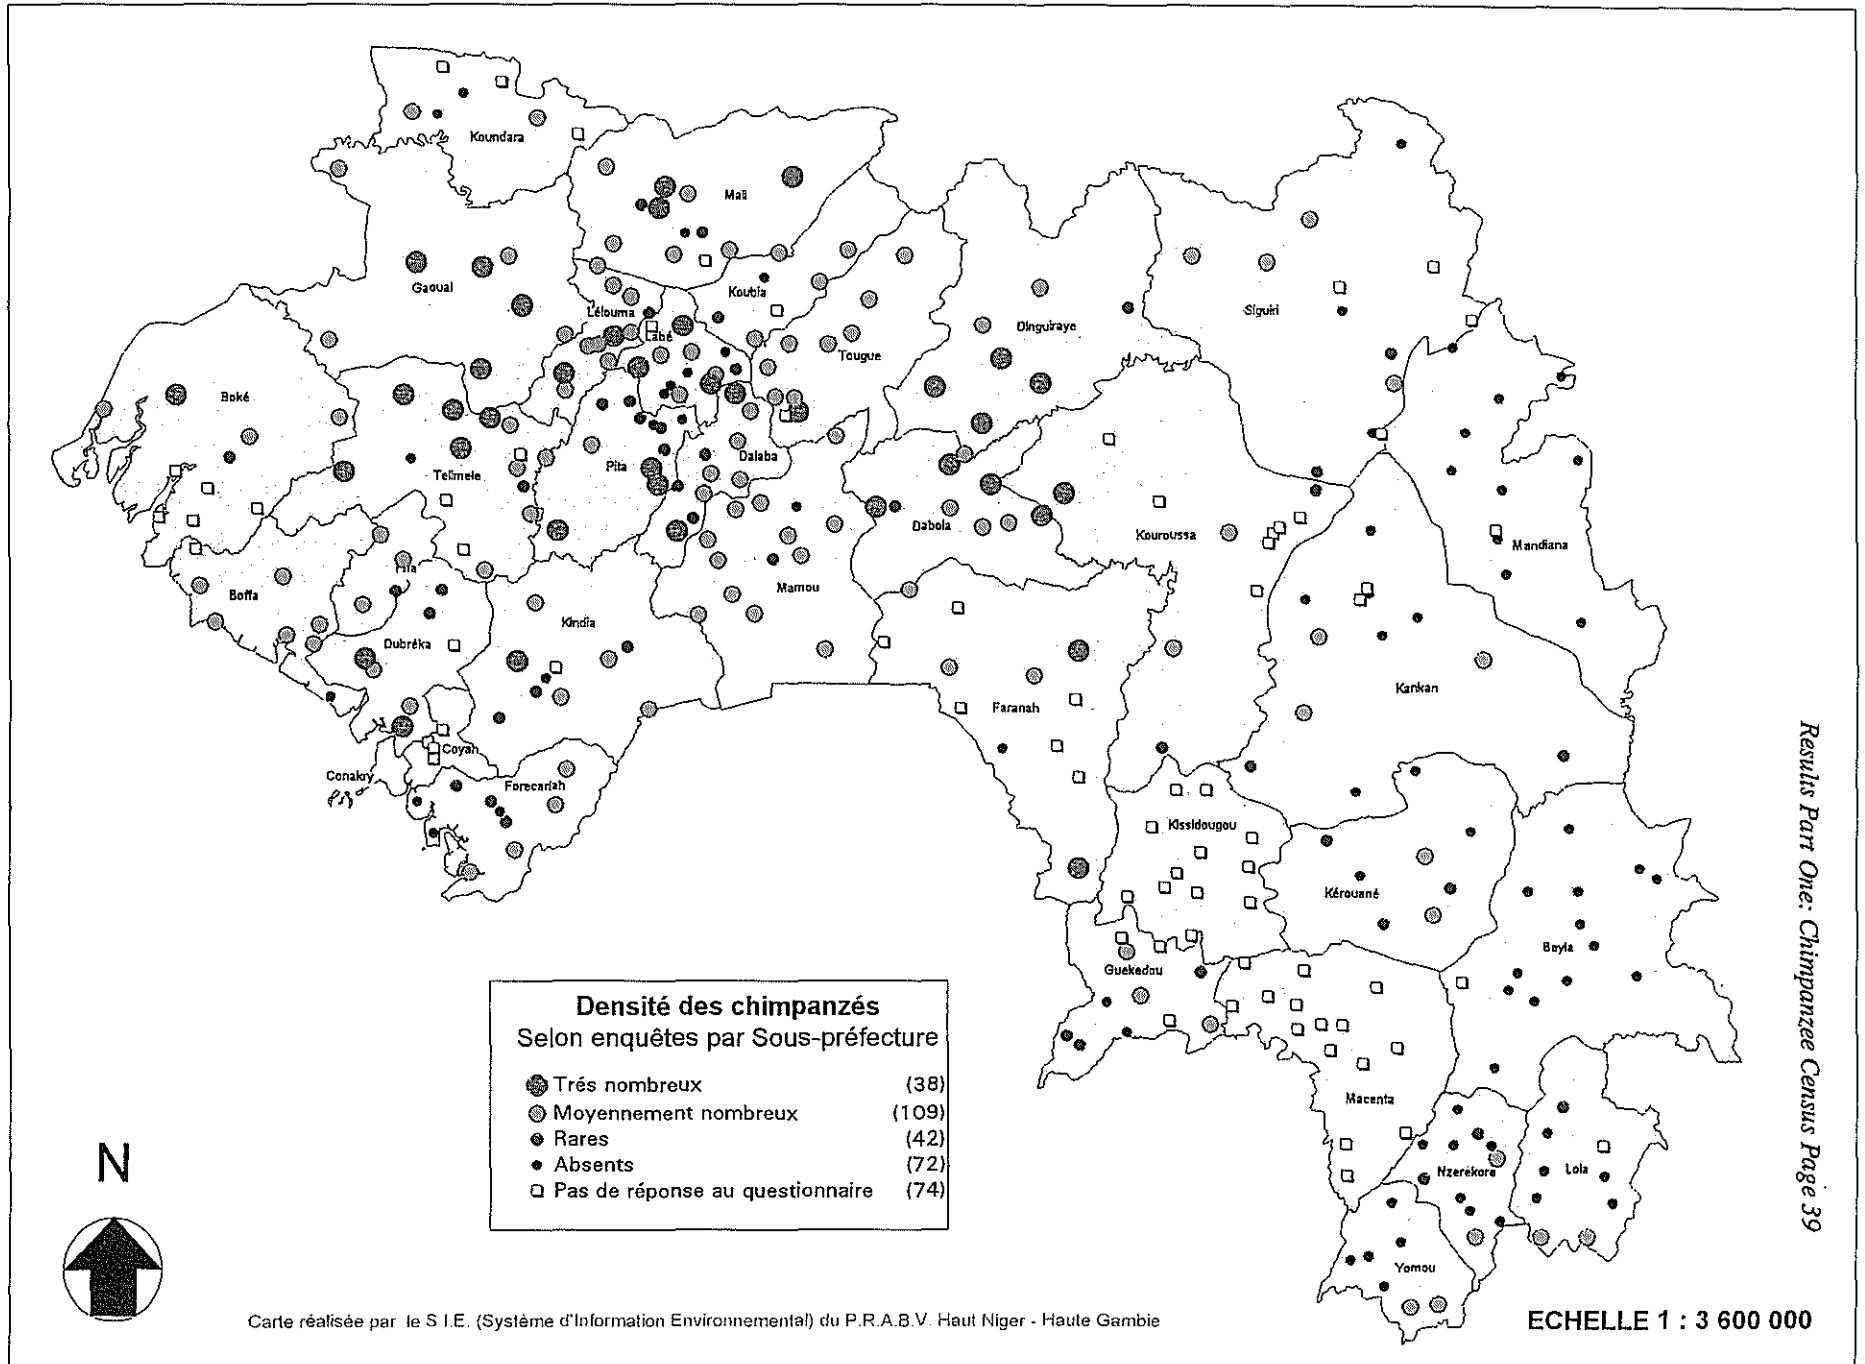 Koundara
Mali
Gaoual
Koubia
Lélouma
Labé
Siguiri
Dinguiraye
Tougue
Boké
Pita
Dalaba
Telimele
Dabola
Kouroussa
Mandiana
Boffa
Mamou
Kindia
Dubréka
Kankan
Faranah
Coyah
Conakry
Forecariah
Kissidougou
Kérouané
Beyla
Guekedou
Macenta
Nzerékore
Lola
Yomou
Densité des chimpanzés
Selon enquêtes par Sous-préfecture
Trés nombreux (38)
Moyennement nombreux (109)
Rares (42)
Absents (72)
Pas de réponse au questionnaire (74)
N
Carte réalisée par le S I.E. (Système d'Information Environnemental) du P.R.A.B.V. Haut Niger - Haute Gambie
ECHELLE 1 : 3 600 000
Results Part One: Chimpanzee Census Page 39